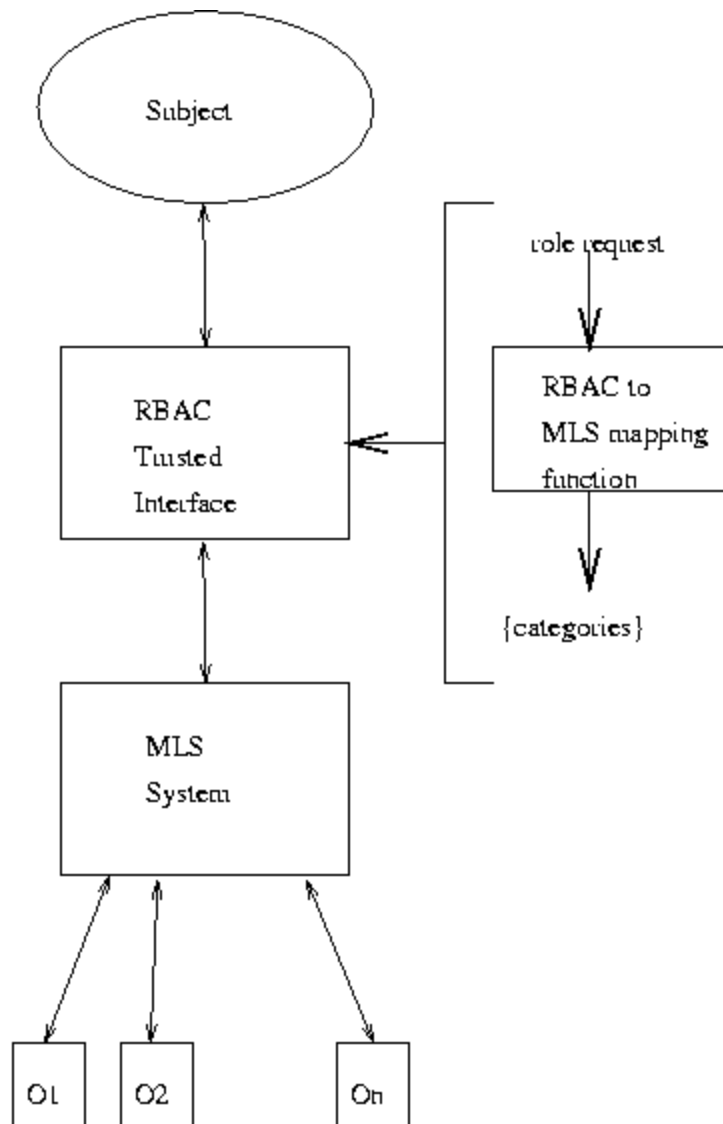 Subject
role request
RBAC to
MLS mapping
function
RBAC
Trusted
Interface
{categories}
MLS
System
O1 O2 On